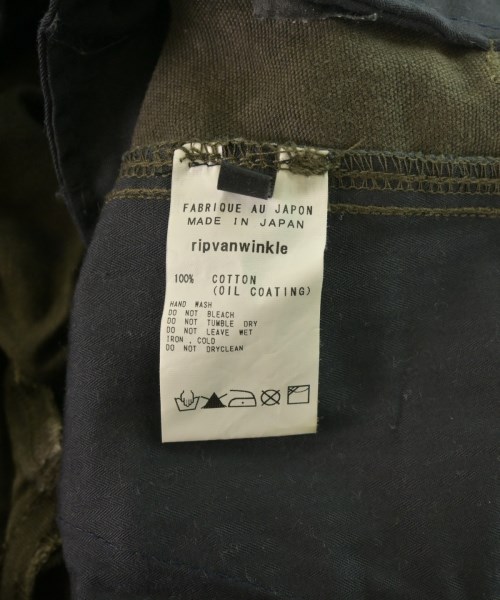 FABRIQUE AU JAPON
MADE IN JAPAN
ripvanwinkle
100% COTTON
(OIL COATING)
HAND WASH
DO NOT BLEACH
DO NOT TUMBLE DRY
DO NOT LEAVE WET
IRON , COLD
DO NOT DRYCLEAN